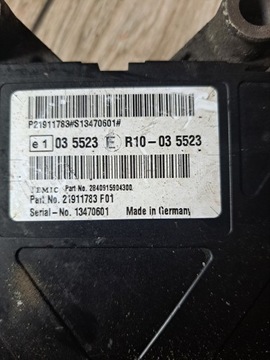 P21911783#S13470601#
e1 03 5523 E R10-03 5523
TEMIC Part No. 2840915904300
Part.No. 21911783 F01
Serial-No. 13470601 Made in Germany